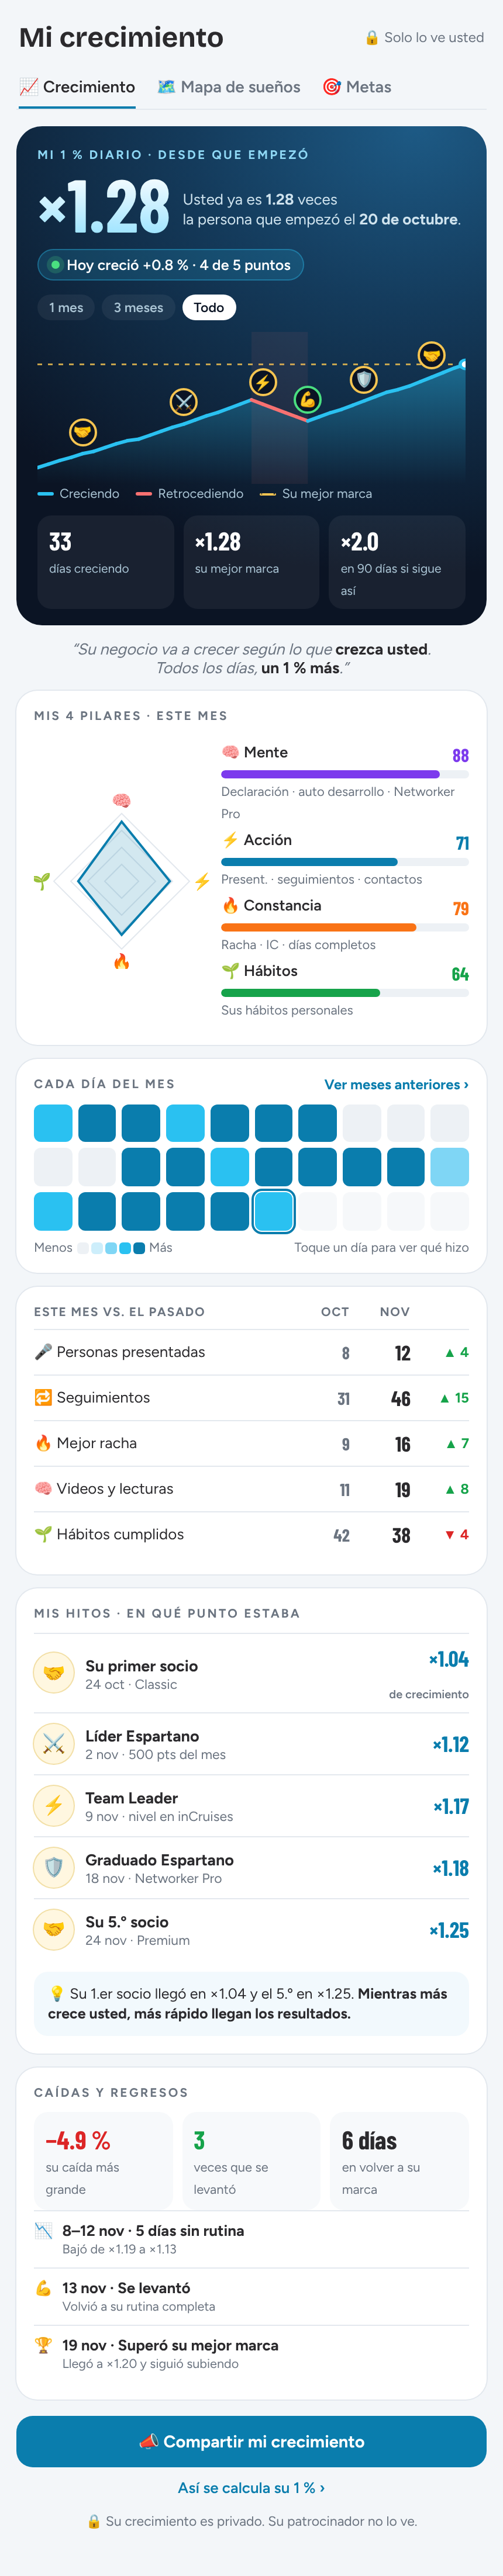 Mi crecimiento
🔒 Solo lo ve usted
📈 Crecimiento
🗺️ Mapa de sueños
🎯 Metas
MI 1 % DIARIO · DESDE QUE EMPEZÓ
×1.28
Usted ya es 1.28 veces
la persona que empezó el 20 de octubre.
Hoy creció +0.8 % · 4 de 5 puntos
1 mes
3 meses
Todo
Creciendo
Retrocediendo
Su mejor marca
33
días creciendo
×1.28
su mejor marca
×2.0
en 90 días si sigue
así
“Su negocio va a crecer según lo que crezca usted.
Todos los días, un 1 % más.”
MIS 4 PILARES · ESTE MES
🧠 Mente 88
Declaración · auto desarrollo · Networker
Pro
⚡ Acción 71
Present. · seguimientos · contactos
🔥 Constancia 79
Racha · IC · días completos
🌱 Hábitos 64
Sus hábitos personales
CADA DÍA DEL MES
Ver meses anteriores ›
Menos
Más
Toque un día para ver qué hizo
ESTE MES VS. EL PASADO OCT NOV
🎤 Personas presentadas 8 12 ▲ 4
🔁 Seguimientos 31 46 ▲ 15
🔥 Mejor racha 9 16 ▲ 7
🧠 Videos y lecturas 11 19 ▲ 8
🌱 Hábitos cumplidos 42 38 ▼ 4
MIS HITOS · EN QUÉ PUNTO ESTABA
Su primer socio
24 oct · Classic
×1.04
de crecimiento
Líder Espartano
2 nov · 500 pts del mes
×1.12
Team Leader
9 nov · nivel en inCruises
×1.17
Graduado Espartano
18 nov · Networker Pro
×1.18
Su 5.º socio
24 nov · Premium
×1.25
💡 Su 1.er socio llegó en ×1.04 y el 5.º en ×1.25. Mientras más
crece usted, más rápido llegan los resultados.
CAÍDAS Y REGRESOS
−4.9 %
su caída más
grande
3
veces que se
levantó
6 días
en volver a su
marca
📉 8–12 nov · 5 días sin rutina
Bajó de ×1.19 a ×1.13
💪 13 nov · Se levantó
Volvió a su rutina completa
🏆 19 nov · Superó su mejor marca
Llegó a ×1.20 y siguió subiendo
📣 Compartir mi crecimiento
Así se calcula su 1 % ›
🔒 Su crecimiento es privado. Su patrocinador no lo ve.